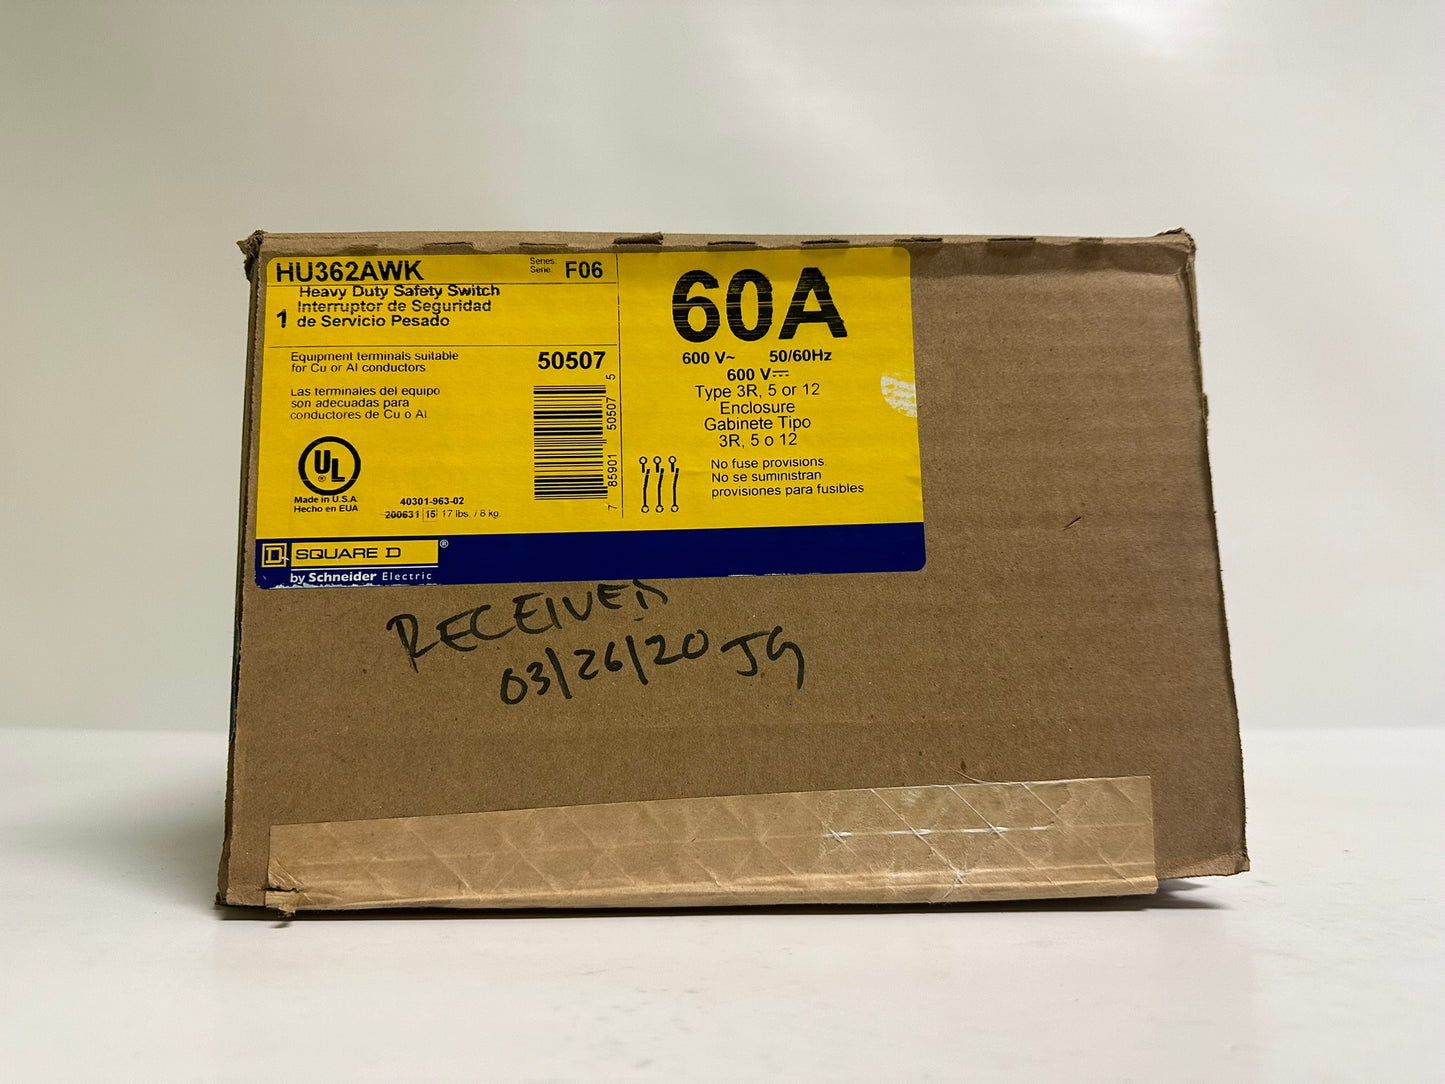 HU362AWK
Series:
Serie:
F06
Heavy Duty Safety Switch
1 Interruptor de Seguridad
de Servicio Pesado
Equipment terminals suitable
for Cu or Al conductors
50507
Las terminales del equipo
son adecuadas para
conductores de Cu o Al.
7 85901 50507 5
UL
®
Made in U.S.A.
Hecho en EUA
40301-963-02
200631 15 17 lbs. / 8 kg.
60A
600 V~ 50/60Hz
600 V⎓
Type 3R, 5 or 12
Enclosure
Gabinete Tipo
3R, 5 o 12
No fuse provisions
No se suministran
provisiones para fusibles
D SQUARE D ®
by Schneider Electric
RECEIVED
03/26/20 JG